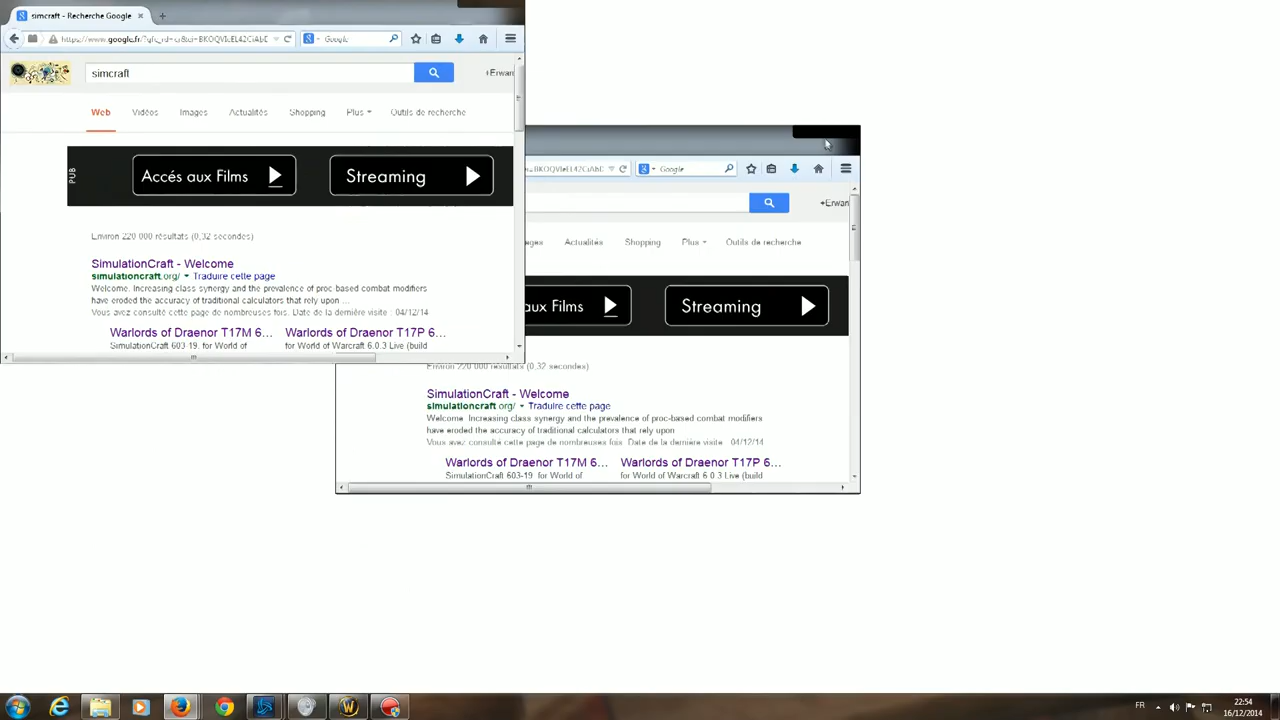 simcraft - Recherche Google
Google
simcraft
+Erwan
Web Vidéos Images Actualités Shopping Plus Outils de recherche
PUB
Accés aux Films Streaming
Environ 220 000 résultats (0,32 secondes)
SimulationCraft - Welcome
simulationcraft.org/ Traduire cette page
Welcome. Increasing class synergy and the prevalence of proc-based combat modifiers
have eroded the accuracy of traditional calculators that rely upon ...
Vous avez consulté cette page de nombreuses fois. Date de la dernière visite : 04/12/14
Warlords of Draenor T17M 6... Warlords of Draenor T17P 6...
SimulationCraft 603-19. for World of for World of Warcraft 6.0.3 Live (build
Google
+Erwan
ages Actualités Shopping Plus Outils de recherche
aux Films Streaming
Environ 220 000 résultats (0,32 secondes)
SimulationCraft - Welcome
simulationcraft.org/ Traduire cette page
Welcome. Increasing class synergy and the prevalence of proc-based combat modifiers
have eroded the accuracy of traditional calculators that rely upon
Vous avez consulté cette page de nombreuses fois. Date de la dernière visite : 04/12/14
Warlords of Draenor T17M 6... Warlords of Draenor T17P 6...
SimulationCraft 603-19. for World of for World of Warcraft 6.0.3 Live (build
FR
22:54
16/12/2014